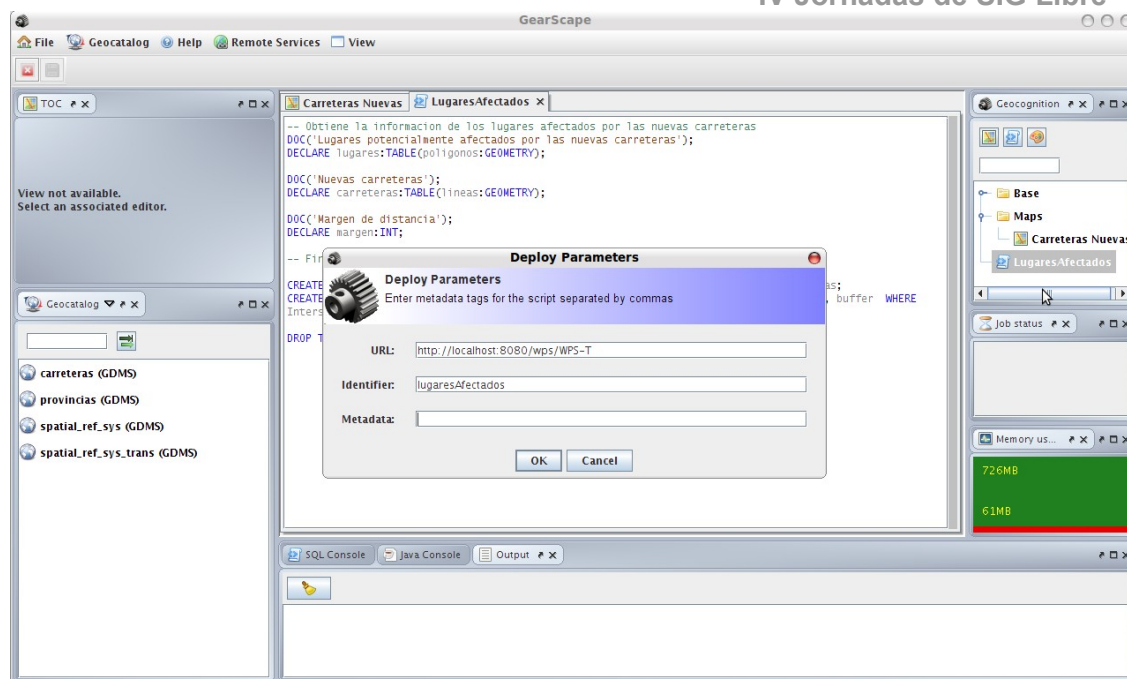 IV Jornadas de SIG Libre
GearScape
File Geocatalog Help Remote Services View
TOC
View not available.
Select an associated editor.
Geocatalog
carreteras (GDMS)
provincias (GDMS)
spatial_ref_sys (GDMS)
spatial_ref_sys_trans (GDMS)
Carreteras Nuevas LugaresAfectados
-- Obtiene la informacion de los lugares afectados por las nuevas carreteras
DOC('Lugares potencialmente afectados por las nuevas carreteras');
DECLARE lugares:TABLE(poligonos:GEOMETRY);
DOC('Nuevas carreteras');
DECLARE carreteras:TABLE(lineas:GEOMETRY);
DOC('Margen de distancia');
DECLARE margen:INT;
-- Fir
CREATE as;
CREATE , buffer WHERE
Inters
DROP T
Deploy Parameters
Deploy Parameters
Enter metadata tags for the script separated by commas
URL: http://localhost:8080/wps/WPS-T
Identifier: lugaresAfectados
Metadata:
OK Cancel
SQL Console Java Console Output
Geocognition
Base
Maps
Carreteras Nuevas
LugaresAfectados
Job status
Memory us...
726MB
61MB